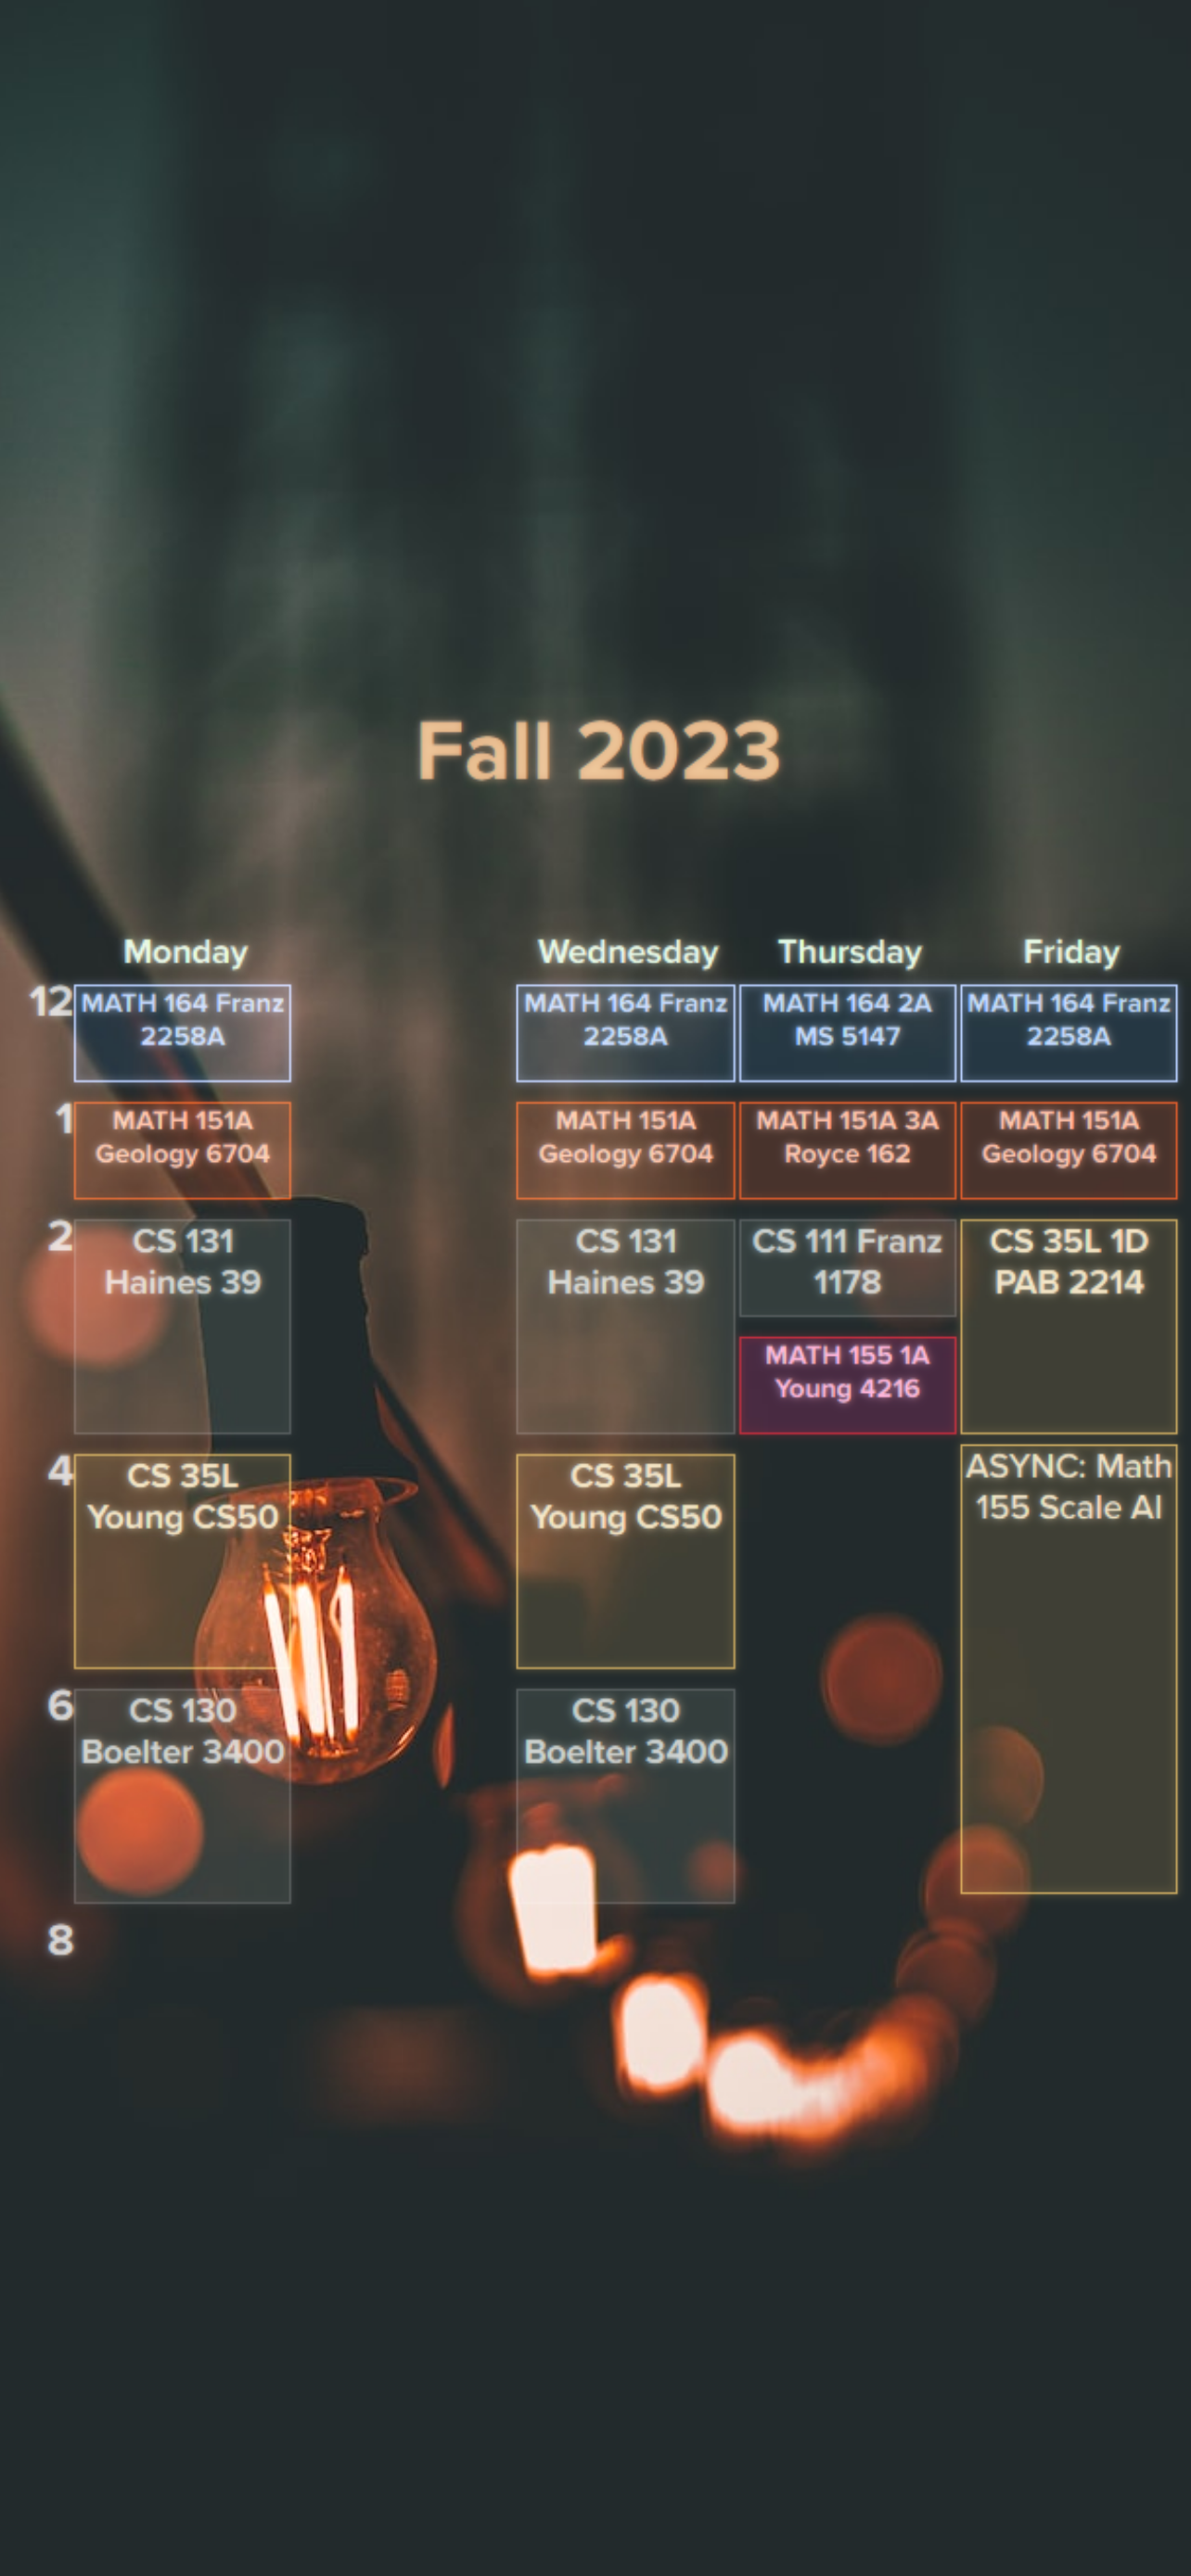 Fall 2023
Monday
Wednesday
Thursday
Friday
12
MATH 164 Franz
2258A
MATH 164 Franz
2258A
MATH 164 2A
MS 5147
MATH 164 Franz
2258A
1
MATH 151A
Geology 6704
MATH 151A
Geology 6704
MATH 151A 3A
Royce 162
MATH 151A
Geology 6704
2
CS 131
Haines 39
CS 131
Haines 39
CS 111 Franz
1178
CS 35L 1D
PAB 2214
MATH 155 1A
Young 4216
4
CS 35L
Young CS50
CS 35L
Young CS50
ASYNC: Math
155 Scale AI
6
CS 130
Boelter 3400
CS 130
Boelter 3400
8